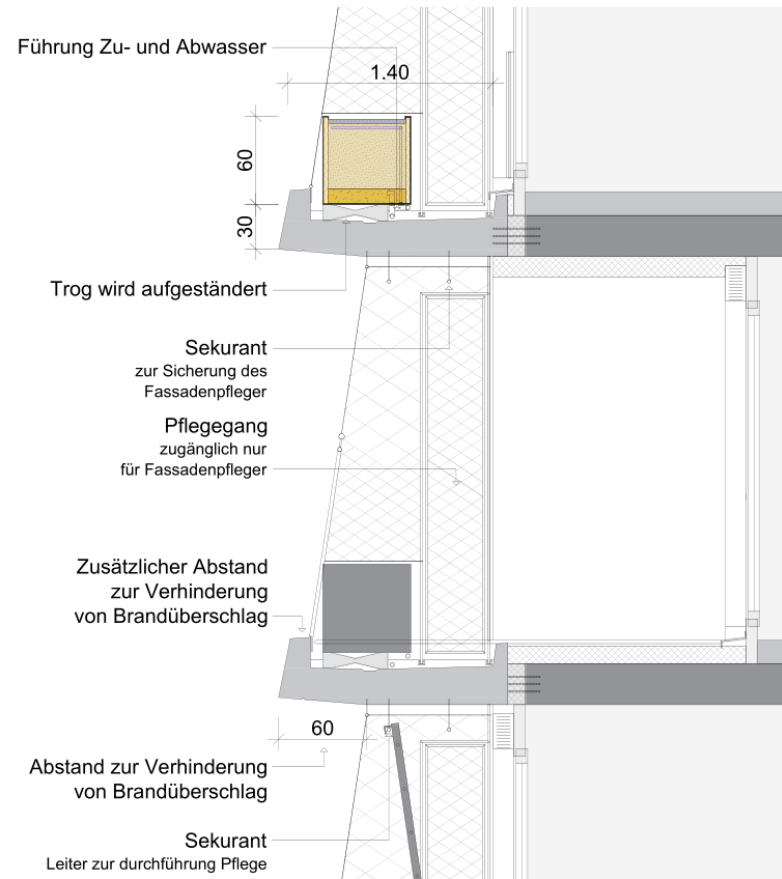 Führung Zu- und Abwasser
1.40
60
30
Trog wird aufgeständert
Sekurant
zur Sicherung des
Fassadenpfleger
Pflegegang
zugänglich nur
für Fassadenpfleger
Zusätzlicher Abstand
zur Verhinderung
von Brandüberschlag
60
Abstand zur Verhinderung
von Brandüberschlag
Sekurant
Leiter zur durchführung Pflege